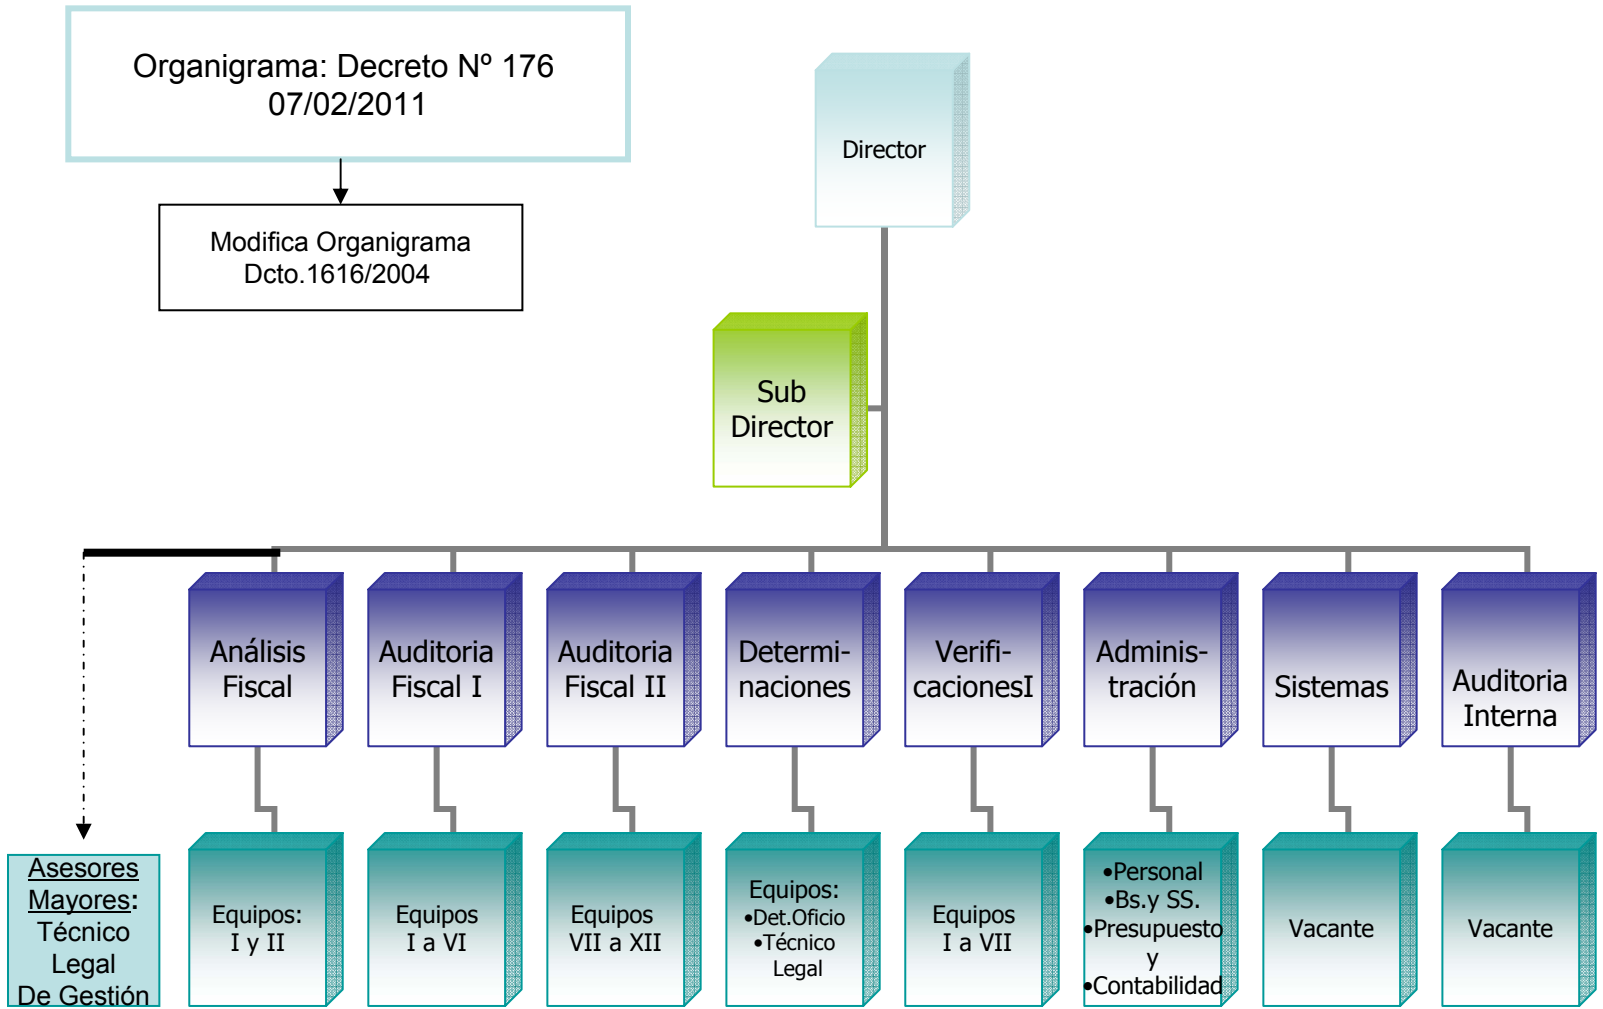 Organigrama: Decreto Nº 176
07/02/2011
Modifica Organigrama
Dcto.1616/2004
Director
Sub
Director
Análisis
Fiscal
Auditoria
Fiscal I
Auditoria
Fiscal II
Determi-
naciones
Verifi-
cacionesI
Adminis-
tración
Sistemas
Auditoria
Interna
Asesores
Mayores:
Técnico
Legal
De Gestión
Equipos:
I y II
Equipos
I a VI
Equipos
VII a XII
Equipos:
•Det.Oficio
•Técnico
Legal
Equipos
I a VII
•Personal
•Bs.y SS.
•Presupuesto
y
•Contabilidad
Vacante
Vacante